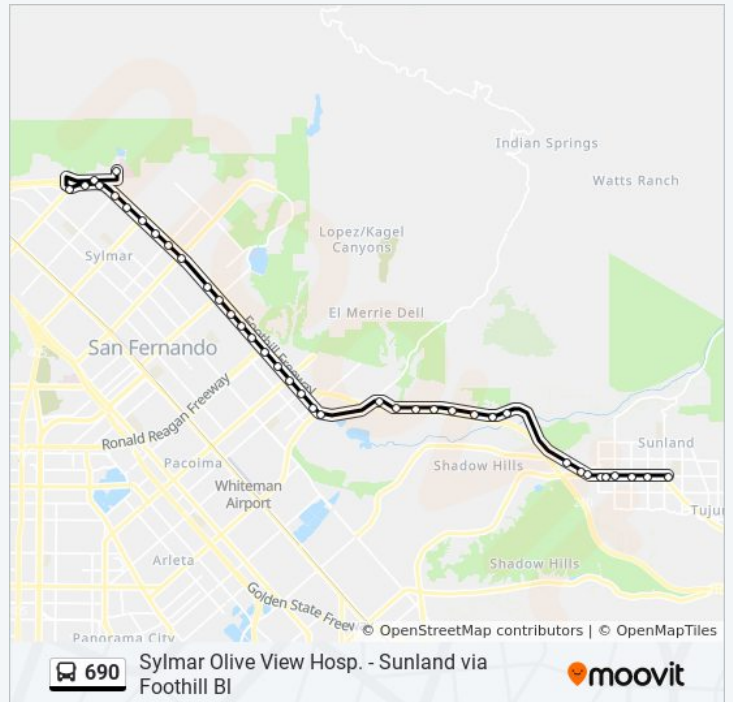 Indian Springs
Watts Ranch
Lopez/Kagel
Canyons
Sylmar
El Merrie Dell
San Fernando
Foothill Freeway
Ronald Reagan Freeway
Sunland
Pacoima
Shadow Hills
Whiteman
Airport
Tujun
Arleta
Shadow Hills
Golden State Freew
Panorama City
© OpenStreetMap contributors | © OpenMapTiles
690
Sylmar Olive View Hosp. - Sunland via
Foothill Bl
moovit